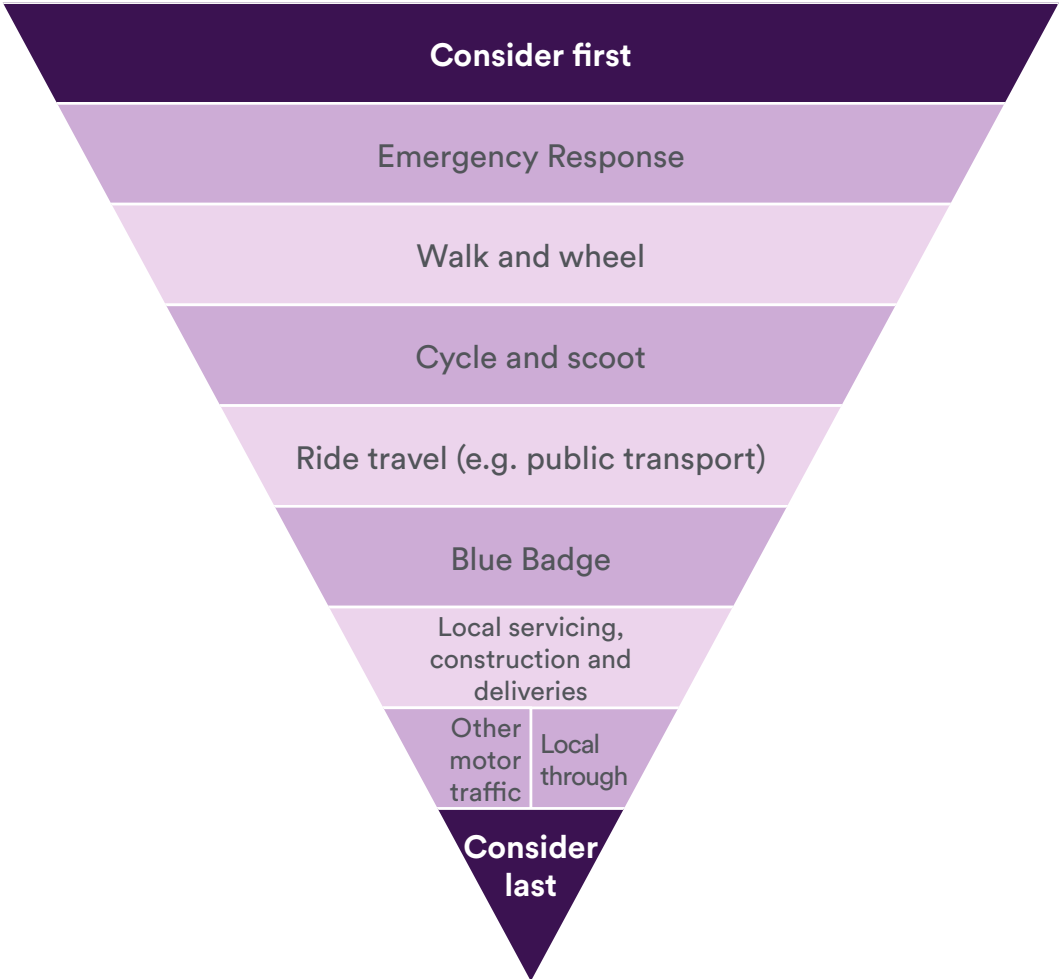 Consider first
Emergency Response
Walk and wheel
Cycle and scoot
Ride travel (e.g. public transport)
Blue Badge
Local servicing,
construction and
deliveries
Other
motor
traffic
Local
through
Consider
last